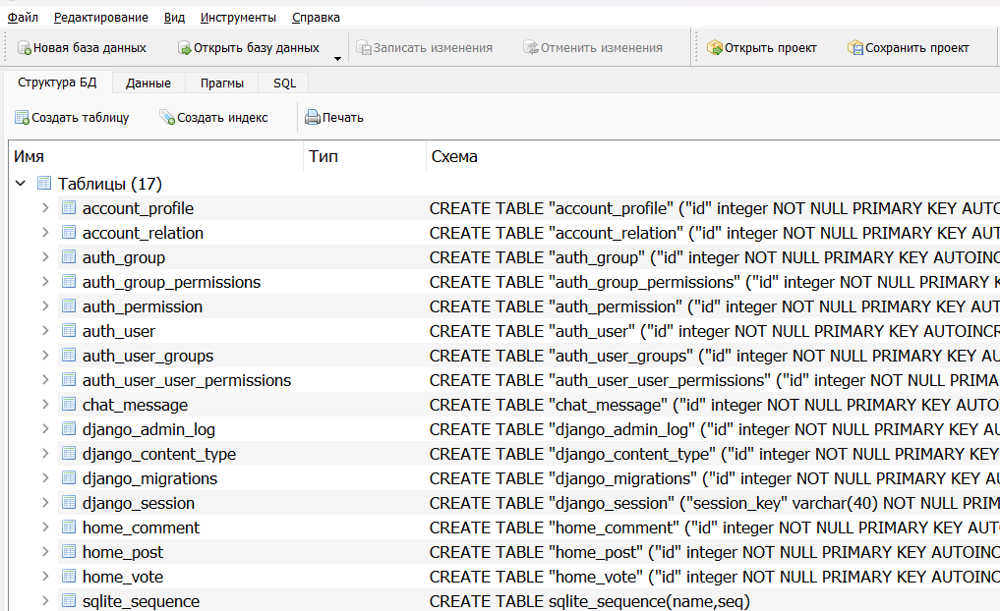 Файл Редактирование Вид Инструменты Справка
Новая база данных Открыть базу данных Записать изменения Отменить изменения Открыть проект Сохранить проект
Структура БД Данные Прагмы SQL
Создать таблицу Создать индекс Печать
Имя Тип Схема
Таблицы (17)
account_profile CREATE TABLE "account_profile" ("id" integer NOT NULL PRIMARY KEY AUTO
account_relation CREATE TABLE "account_relation" ("id" integer NOT NULL PRIMARY KEY AUT
auth_group CREATE TABLE "auth_group" ("id" integer NOT NULL PRIMARY KEY AUTOINC
auth_group_permissions CREATE TABLE "auth_group_permissions" ("id" integer NOT NULL PRIMARY K
auth_permission CREATE TABLE "auth_permission" ("id" integer NOT NULL PRIMARY KEY AUT
auth_user CREATE TABLE "auth_user" ("id" integer NOT NULL PRIMARY KEY AUTOINCR
auth_user_groups CREATE TABLE "auth_user_groups" ("id" integer NOT NULL PRIMARY KEY AU
auth_user_user_permissions CREATE TABLE "auth_user_user_permissions" ("id" integer NOT NULL PRIMA
chat_message CREATE TABLE "chat_message" ("id" integer NOT NULL PRIMARY KEY AUTO
django_admin_log CREATE TABLE "django_admin_log" ("id" integer NOT NULL PRIMARY KEY AU
django_content_type CREATE TABLE "django_content_type" ("id" integer NOT NULL PRIMARY KEY
django_migrations CREATE TABLE "django_migrations" ("id" integer NOT NULL PRIMARY KEY A
django_session CREATE TABLE "django_session" ("session_key" varchar(40) NOT NULL PRIM
home_comment CREATE TABLE "home_comment" ("id" integer NOT NULL PRIMARY KEY AUT
home_post CREATE TABLE "home_post" ("id" integer NOT NULL PRIMARY KEY AUTOINC
home_vote CREATE TABLE "home_vote" ("id" integer NOT NULL PRIMARY KEY AUTOINC
sqlite_sequence CREATE TABLE sqlite_sequence(name,seq)